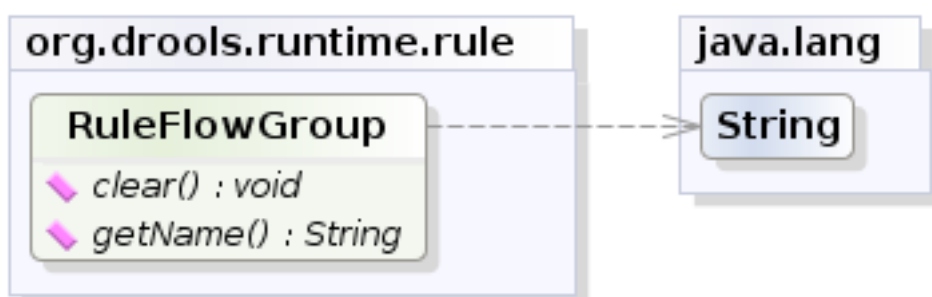 org.drools.runtime.rule
java.lang
RuleFlowGroup
String
clear() : void
getName() : String